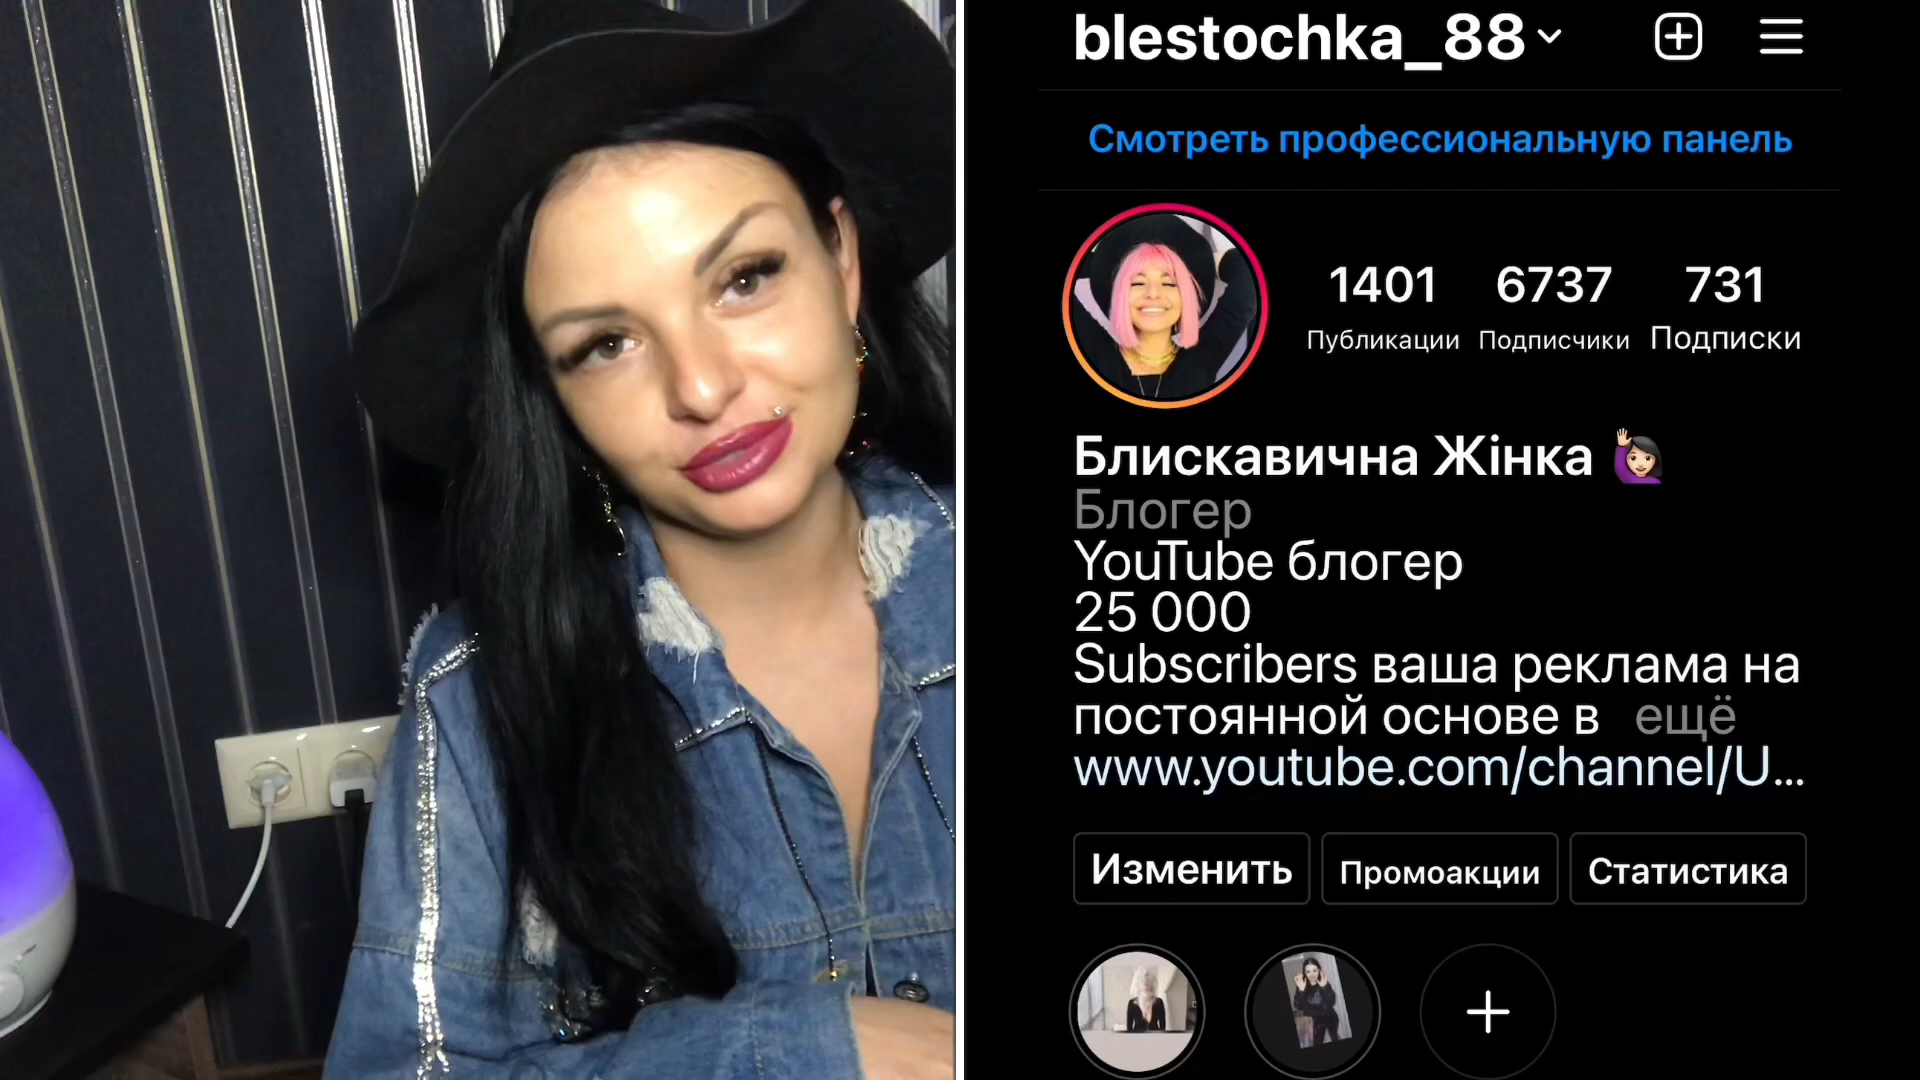 blestochka_88
Смотреть профессиональную панель
1401 6737 731
Публикации Подписчики Подписки
Блискавична Жінка
Блогер
YouTube блогер
25 000
Subscribers ваша реклама на
постоянной основе в ещё
www.youtube.com/channel/U...
Изменить Промоакции Статистика